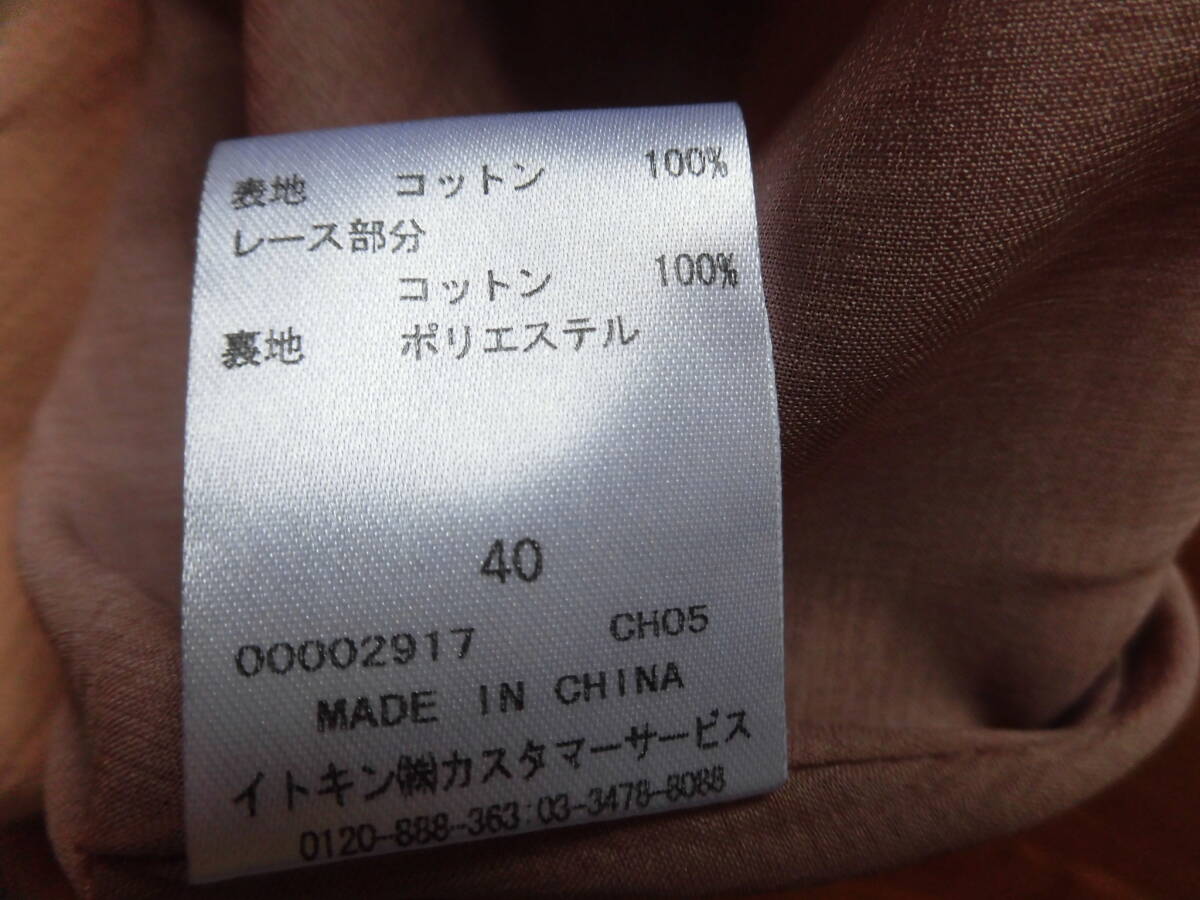 表地 コットン 100%
レース部分
コットン 100%
裏地 ポリエステル
40
00002917 CH05
MADE IN CHINA
イトキン㈱カスタマーサービス
0120-888-363:03-3478-8088